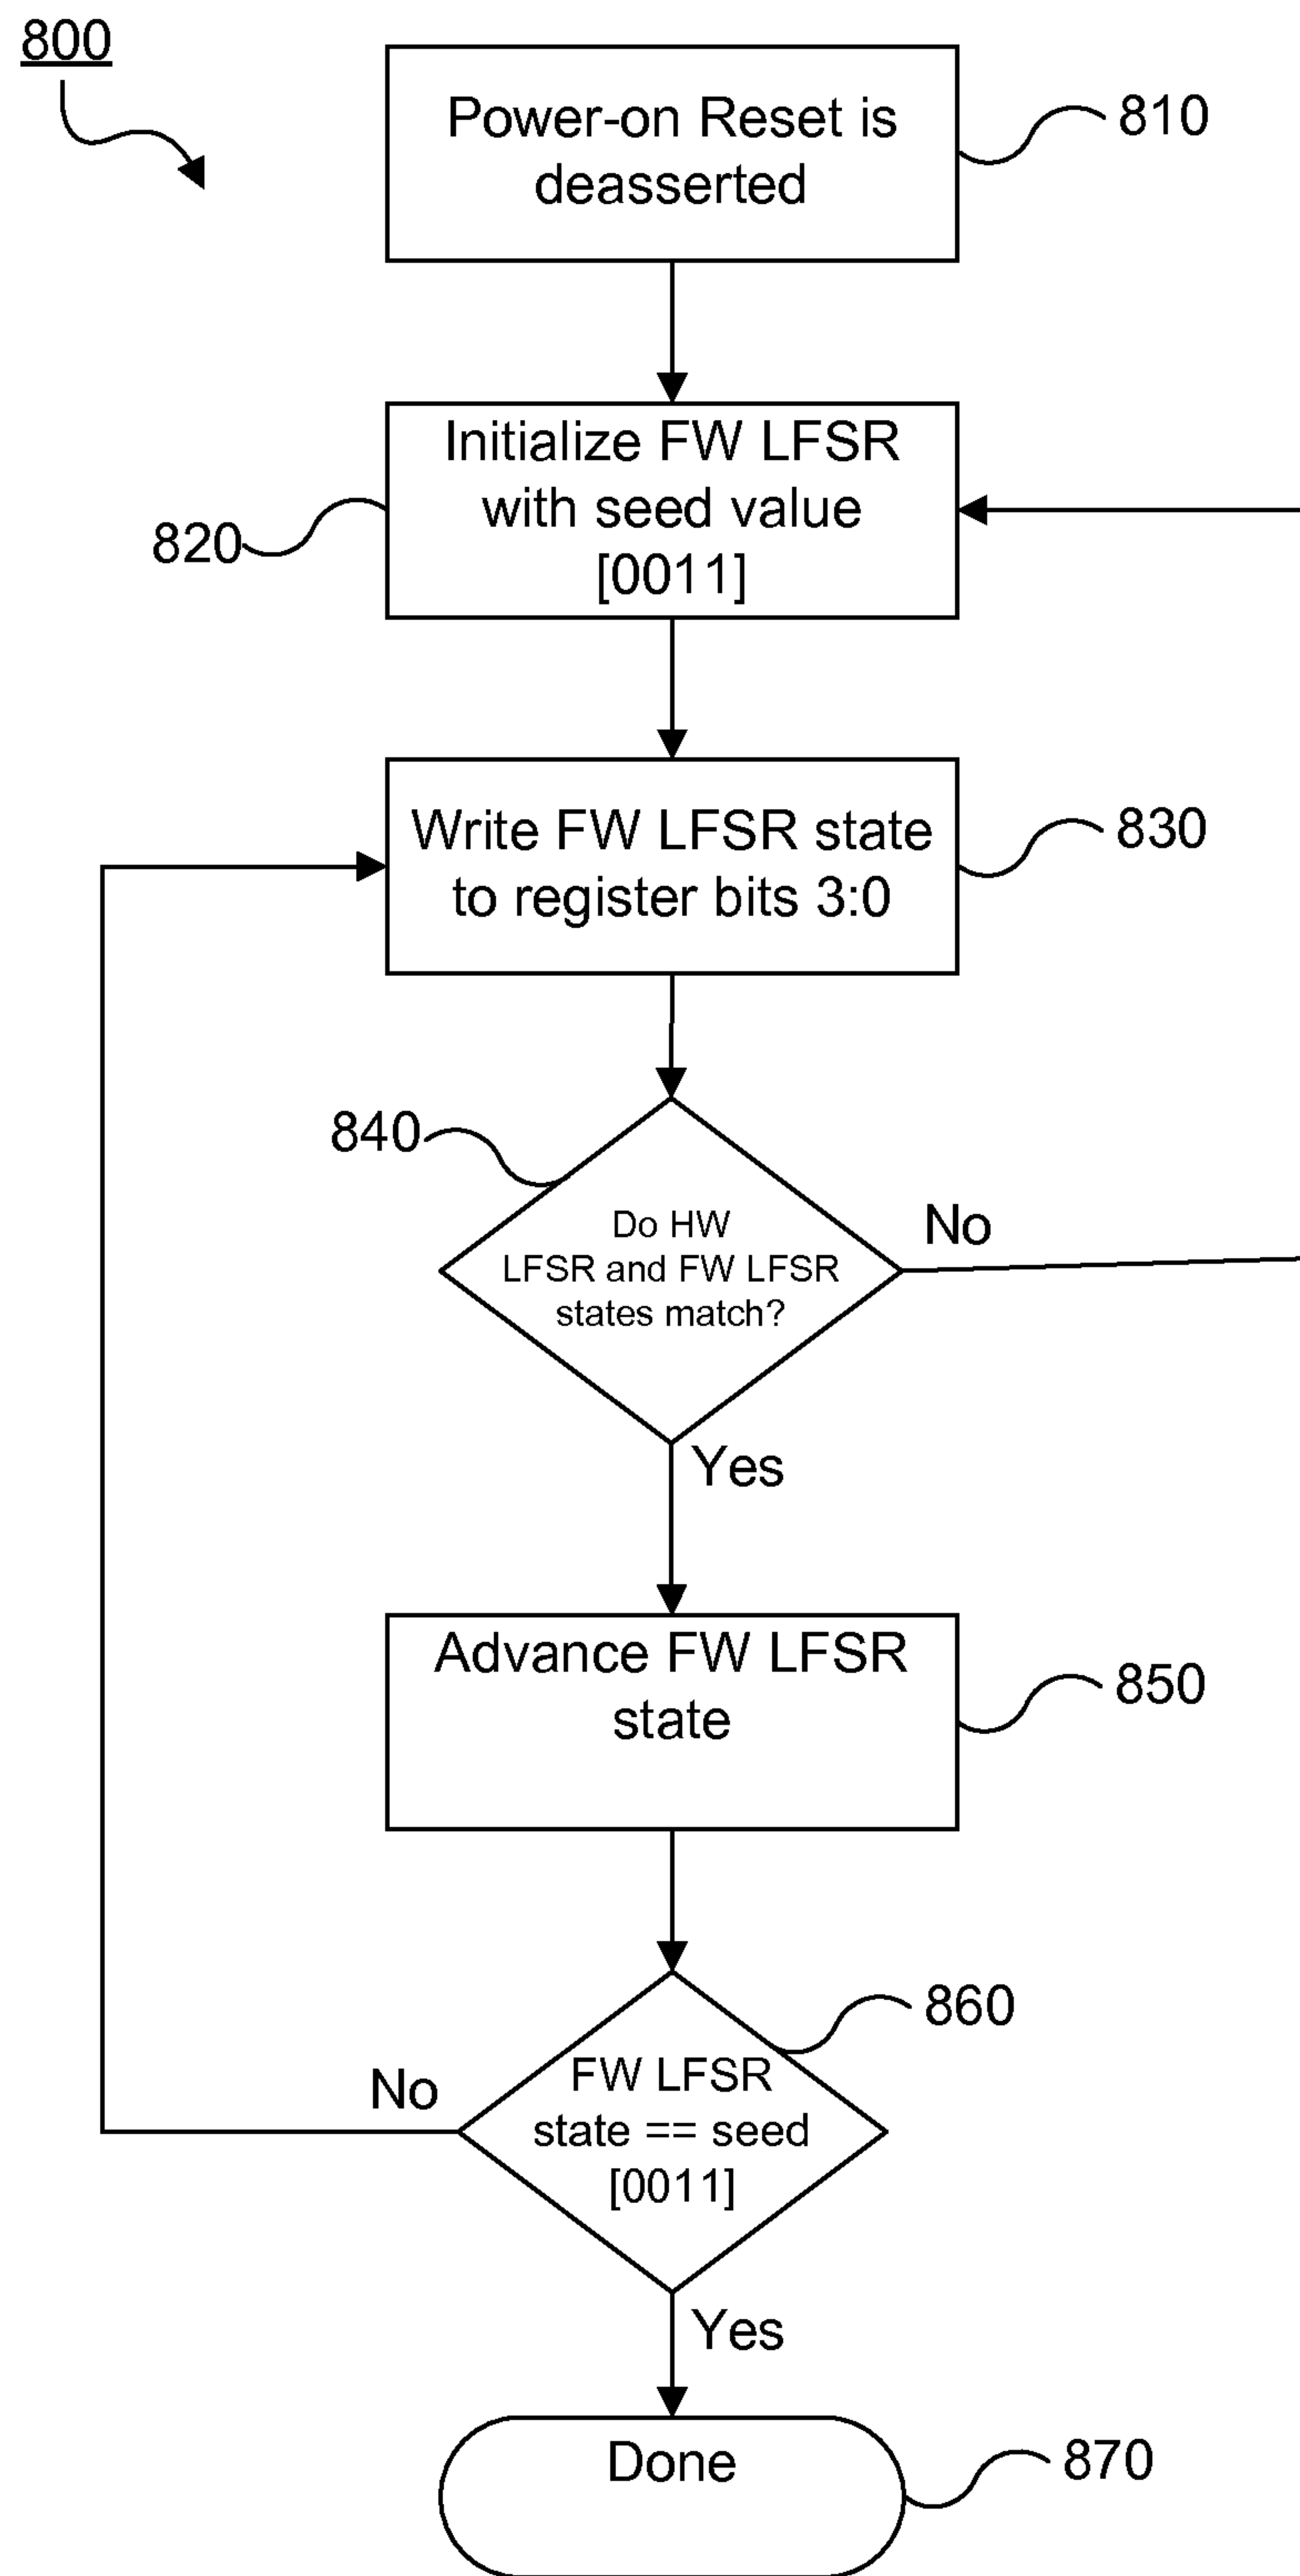 800
Power-on Reset is
deasserted
810
Initialize FW LFSR
with seed value
[0011]
820
Write FW LFSR state
to register bits 3:0
830
840
Do HW
LFSR and FW LFSR
states match?
No
Yes
Advance FW LFSR
state
850
860
FW LFSR
state == seed
[0011]
No
Yes
Done
870